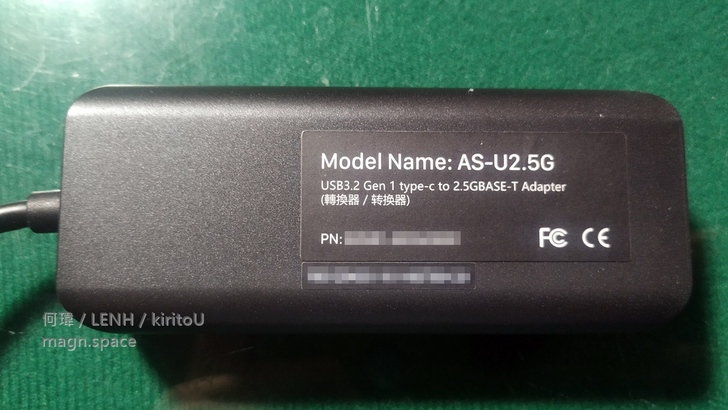 Model Name: AS-U2.5G
USB3.2 Gen 1 type-c to 2.5GBASE-T Adapter
(轉換器 / 转换器)
PN:
FC CE
何瑋 / LENH / kiritoU
magn.space